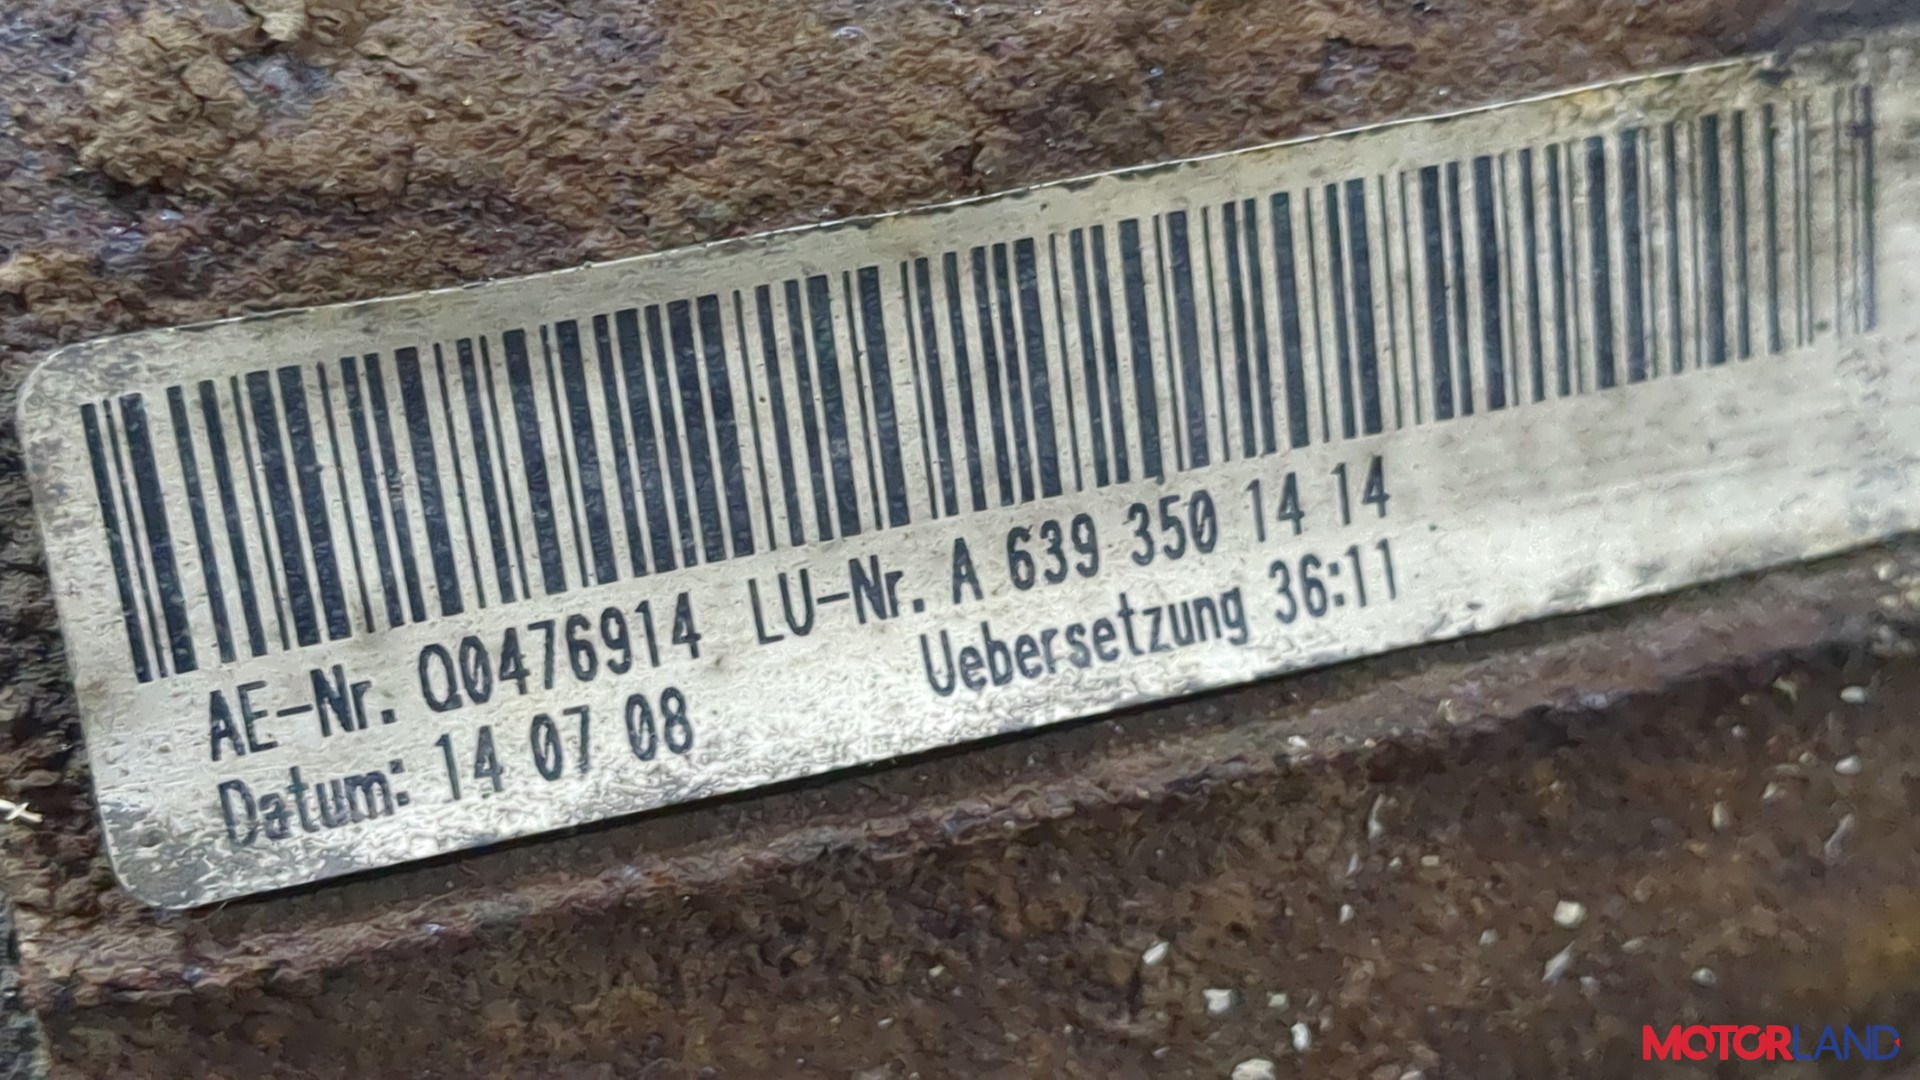 AE-Nr. Q0476914 LU-Nr. A 639 350 14 14
Datum: 14 07 08 Uebersetzung 36:11
MOTORLAND